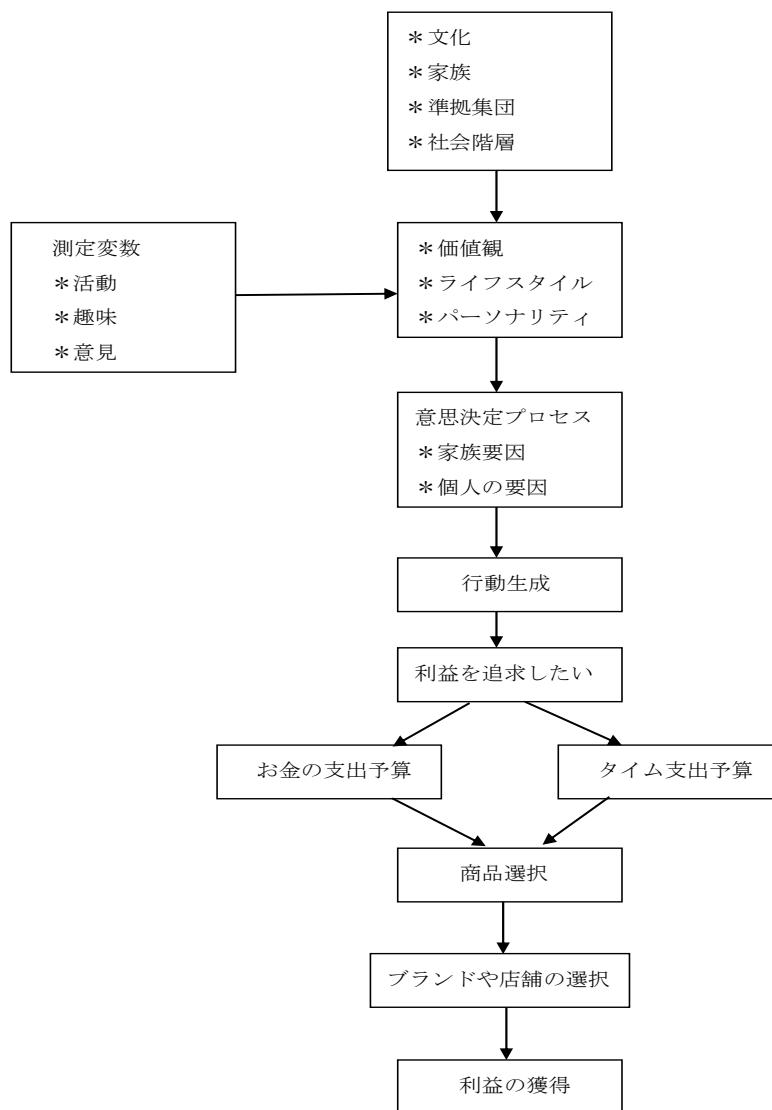 ＊文化
＊家族
＊準拠集団
＊社会階層
測定変数
＊活動
＊趣味
＊意見
＊価値観
＊ライフスタイル
＊パーソナリティ
意思決定プロセス
＊家族要因
＊個人の要因
行動生成
利益を追求したい
お金の支出予算
タイム支出予算
商品選択
ブランドや店舗の選択
利益の獲得